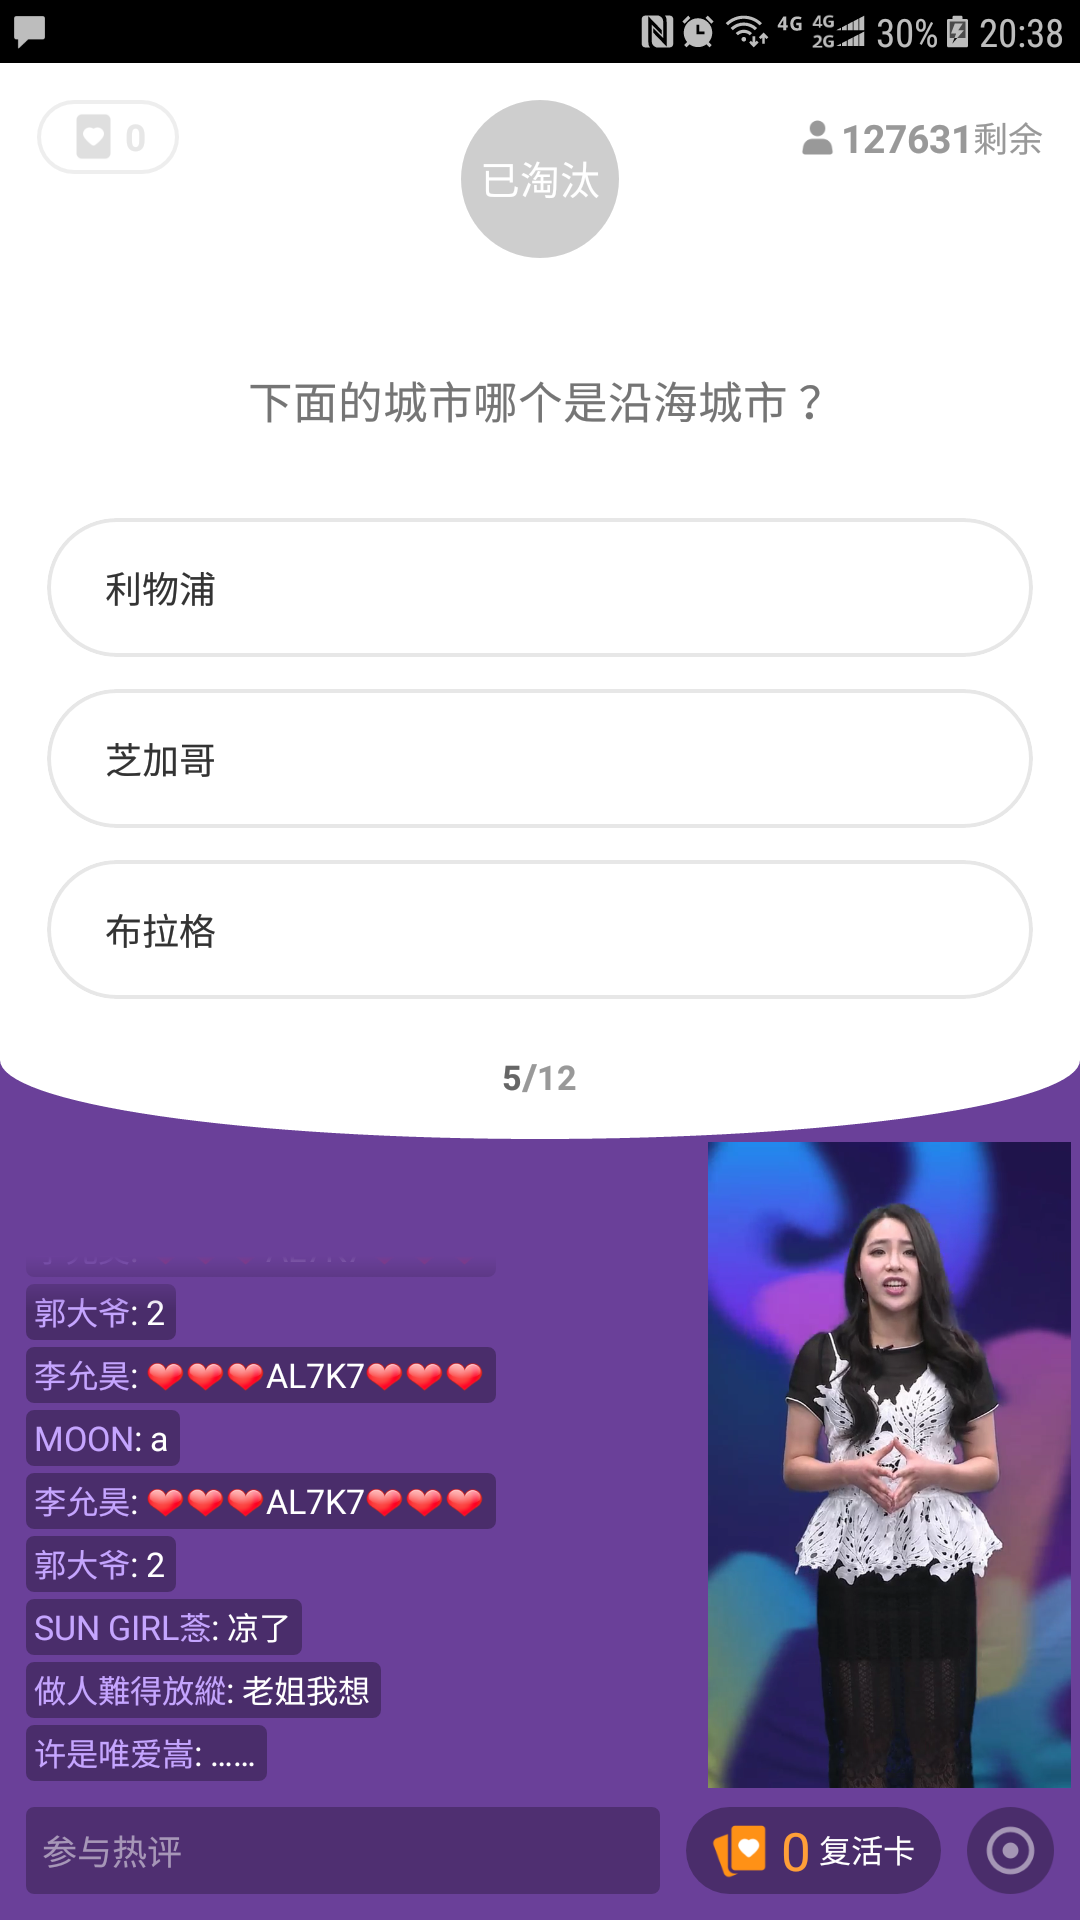 4G 4G 2G 30% 20:38
0
已淘汰
127631剩余
下面的城市哪个是沿海城市？
利物浦
芝加哥
布拉格
5/12
郭大爷: 2
李允昊: ❤❤❤AL7K7❤❤❤
MOON: a
李允昊: ❤❤❤AL7K7❤❤❤
郭大爷: 2
SUN GIRL莣: 凉了
做人難得放縱: 老姐我想
许是唯爱嵩: ......
参与热评
0 复活卡